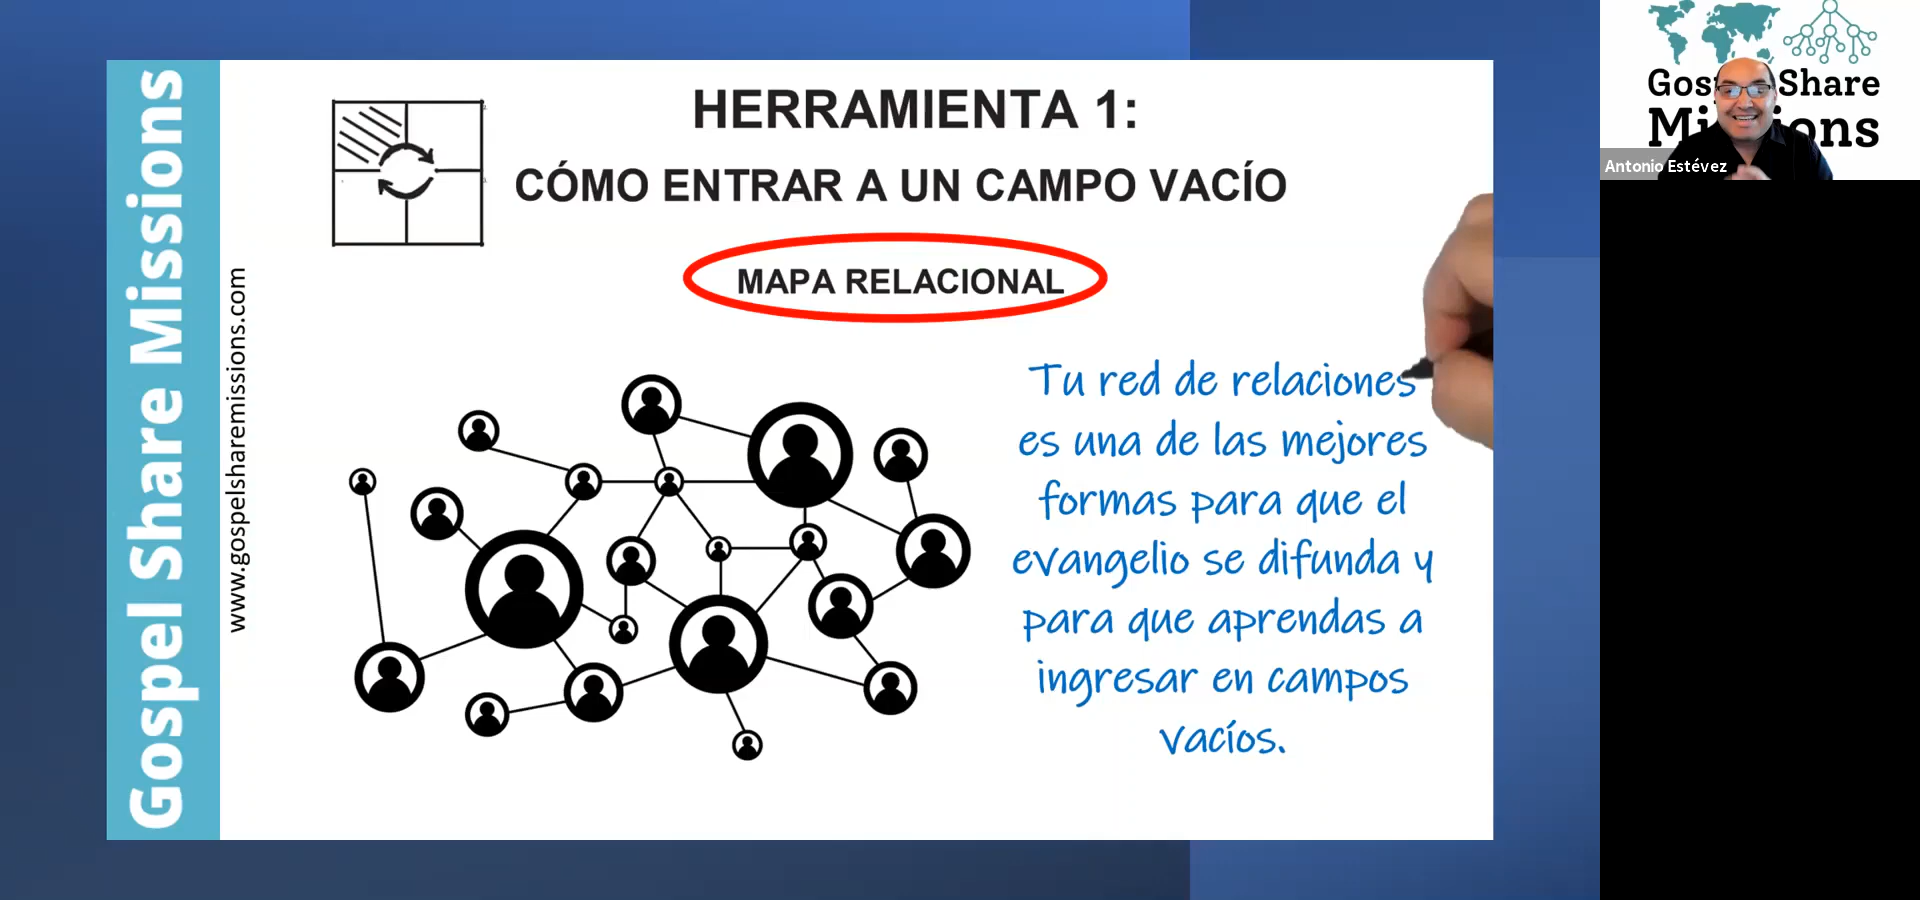 Gospel Share Missions
www.gospelsharemissions.com
HERRAMIENTA 1:
CÓMO ENTRAR A UN CAMPO VACÍO
MAPA RELACIONAL
Tu red de relaciones
es una de las mejores
formas para que el
evangelio se difunda y
para que aprendas a
ingresar en campos
vacíos.
Share
Antonio Estévez